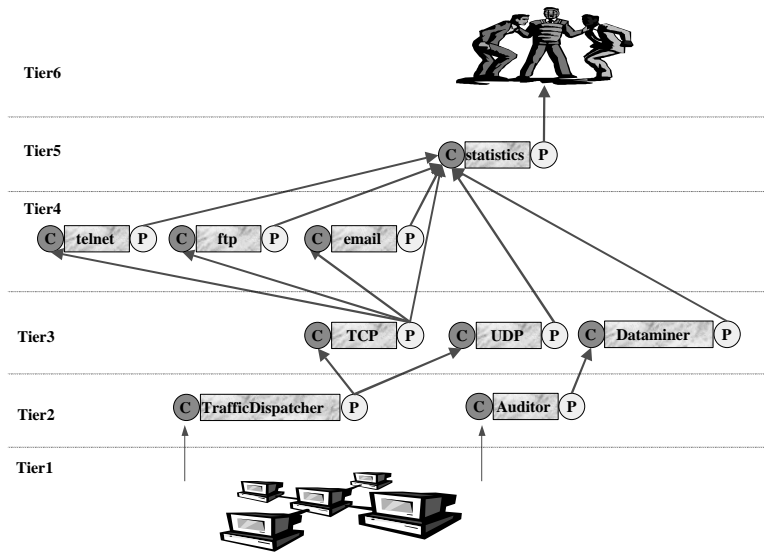 Tier6
Tier5
C statistics P
Tier4
C telnet P C ftp P C email P
Tier3
C TCP P C UDP P C Dataminer P
Tier2
C TrafficDispatcher P C Auditor P
Tier1